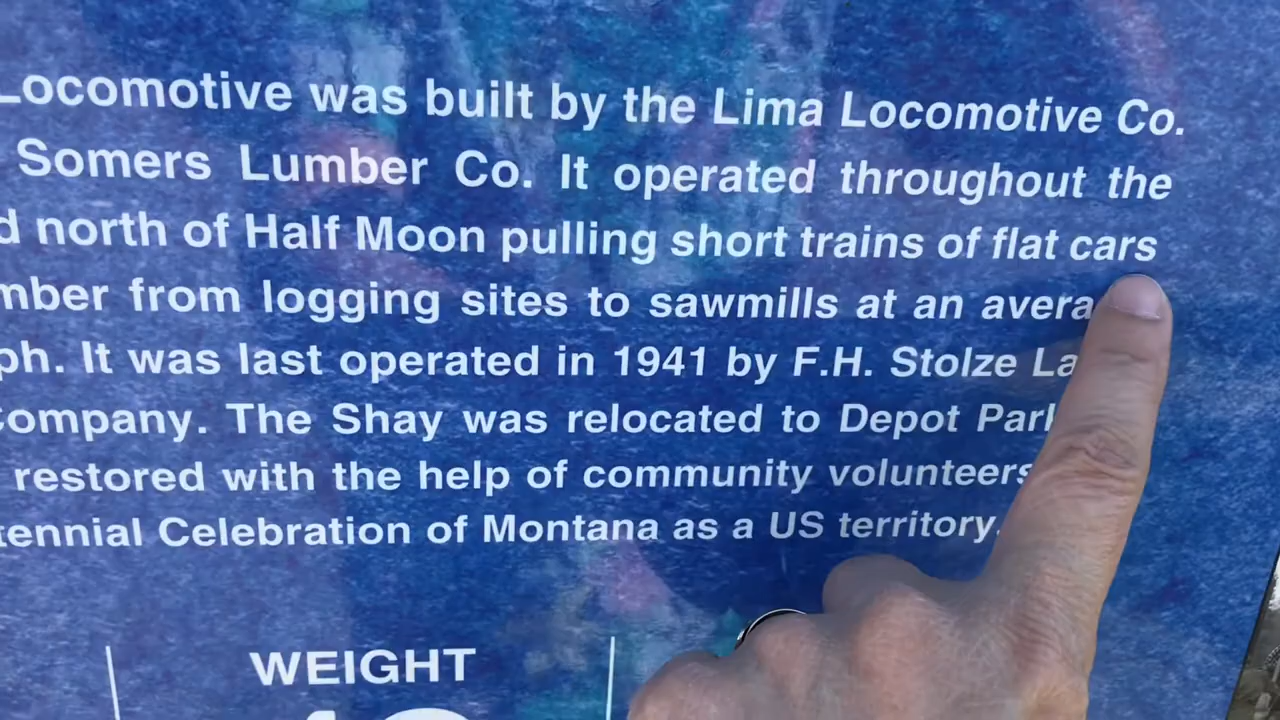 Locomotive was built by the Lima Locomotive Co.
Somers Lumber Co. It operated throughout the
north of Half Moon pulling short trains of flat cars
from logging sites to sawmills at an
It was last operated in 1941 by F.H. Stolze
The Shay was relocated to Depot
restored with the help of community volunteers
Celebration of Montana as a US territory.
WEIGHT